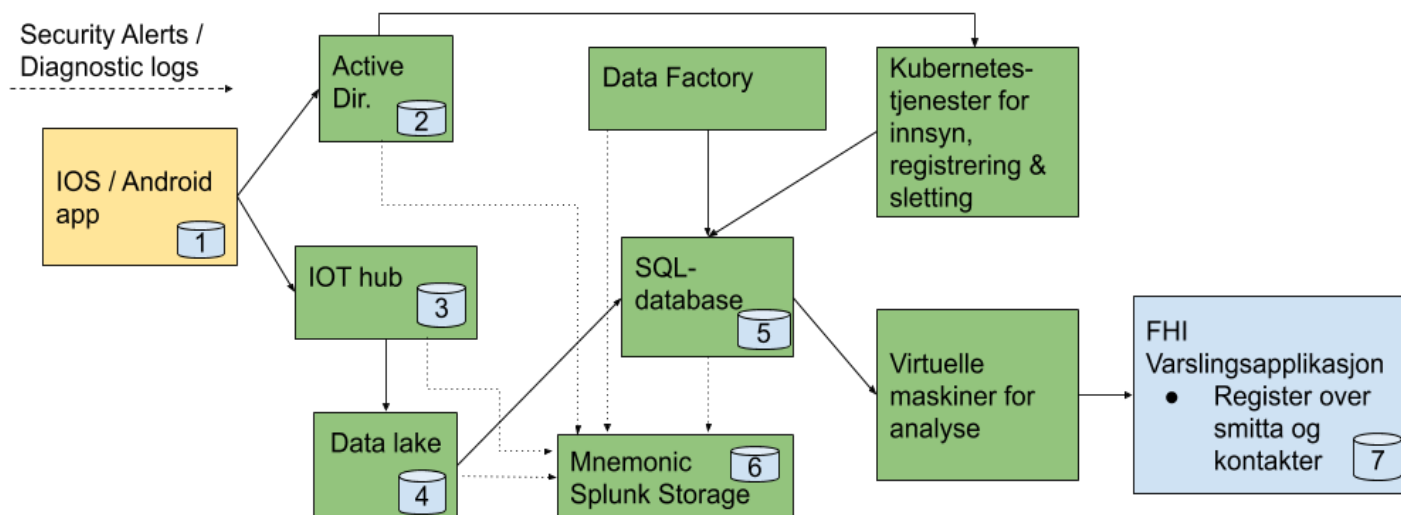 Security Alerts /
Diagnostic logs
Active
Dir.
2
Data Factory
Kubernetes-
tjenester for
innsyn,
registrering &
sletting
IOS / Android
app
1
IOT hub
3
SQL-
database
5
Virtuelle
maskiner for
analyse
FHI
Varslingsapplikasjon
● Register over
smitta og
kontakter
7
Data lake
4
Mnemonic
Splunk Storage
6